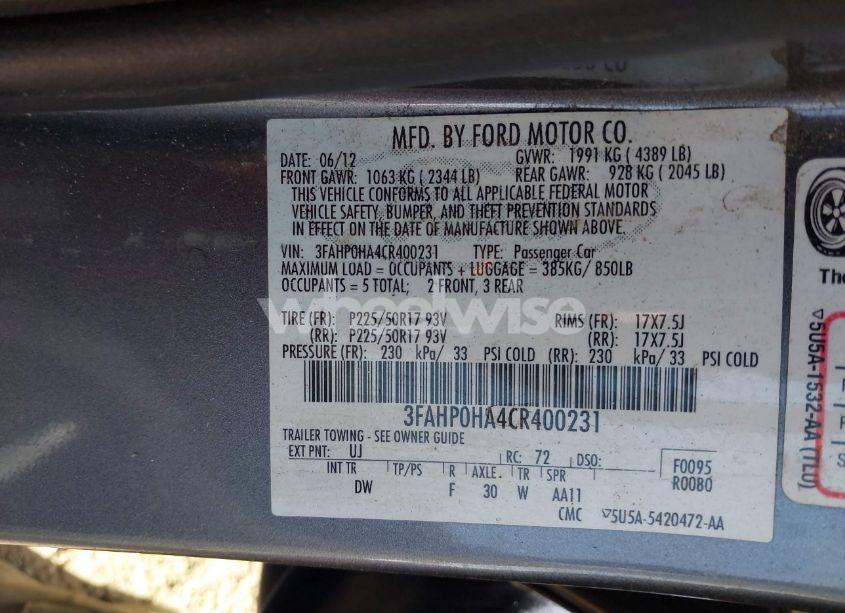 MFD. BY FORD MOTOR CO.
DATE: 06/12 GVWR: 1991 KG ( 4389 LB)
FRONT GAWR: 1063 KG ( 2344 LB) REAR GAWR: 928 KG ( 2045 LB)
THIS VEHICLE CONFORMS TO ALL APPLICABLE FEDERAL MOTOR
VEHICLE SAFETY, BUMPER, AND THEFT PREVENTION STANDARDS
IN EFFECT ON THE DATE OF MANUFACTURE SHOWN ABOVE.
VIN: 3FAHP0HA4CR400231 TYPE: Passenger Car
MAXIMUM LOAD = OCCUPANTS + LUGGAGE = 385KG/ 850LB
OCCUPANTS = 5 TOTAL; 2 FRONT, 3 REAR
wheelwise
TIRE (FR): P225/50R17 93V RIMS (FR): 17X7.5J
(RR): P225/50R17 93V (RR): 17X7.5J
PRESSURE (FR): 230 kPa/ 33 PSI COLD (RR): 230 kPa/ 33 PSI COLD
3FAHP0HA4CR400231
TRAILER TOWING - SEE OWNER GUIDE
EXT PNT: UJ RC: 72 DSO: F0095
INT TR TP/PS R AXLE TR SPR R0080
DW F 30 W AA11
CMC ▽5U5A-5420472-AA
The
▽5U5A-1532-AA (TLU)